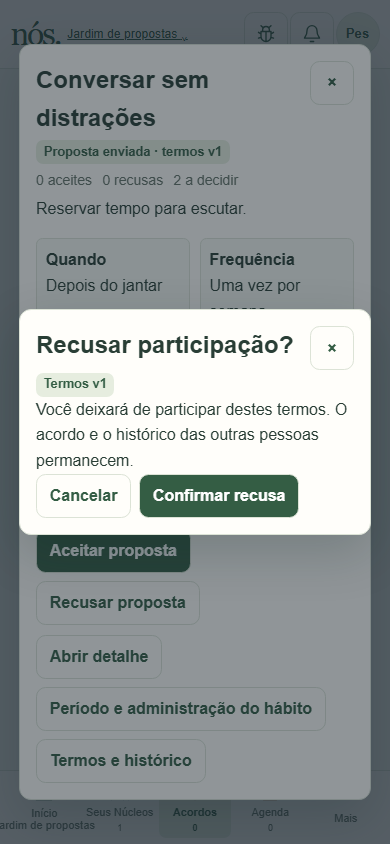 nós. Jardim de propostas Pes
Conversar sem ×
distrações
Proposta enviada · termos v1
0 aceites 0 recusas 2 a decidir
Reservar tempo para escutar.
Quando Frequência
Depois do jantar Uma vez por
Recusar participação? ×
Termos v1
Você deixará de participar destes termos. O
acordo e o histórico das outras pessoas
permanecem.
Cancelar Confirmar recusa
Aceitar proposta
Recusar proposta
Abrir detalhe
Período e administração do hábito
Termos e histórico
Início Seus Núcleos Acordos Agenda Mais
ardim de propostas 1 0 0